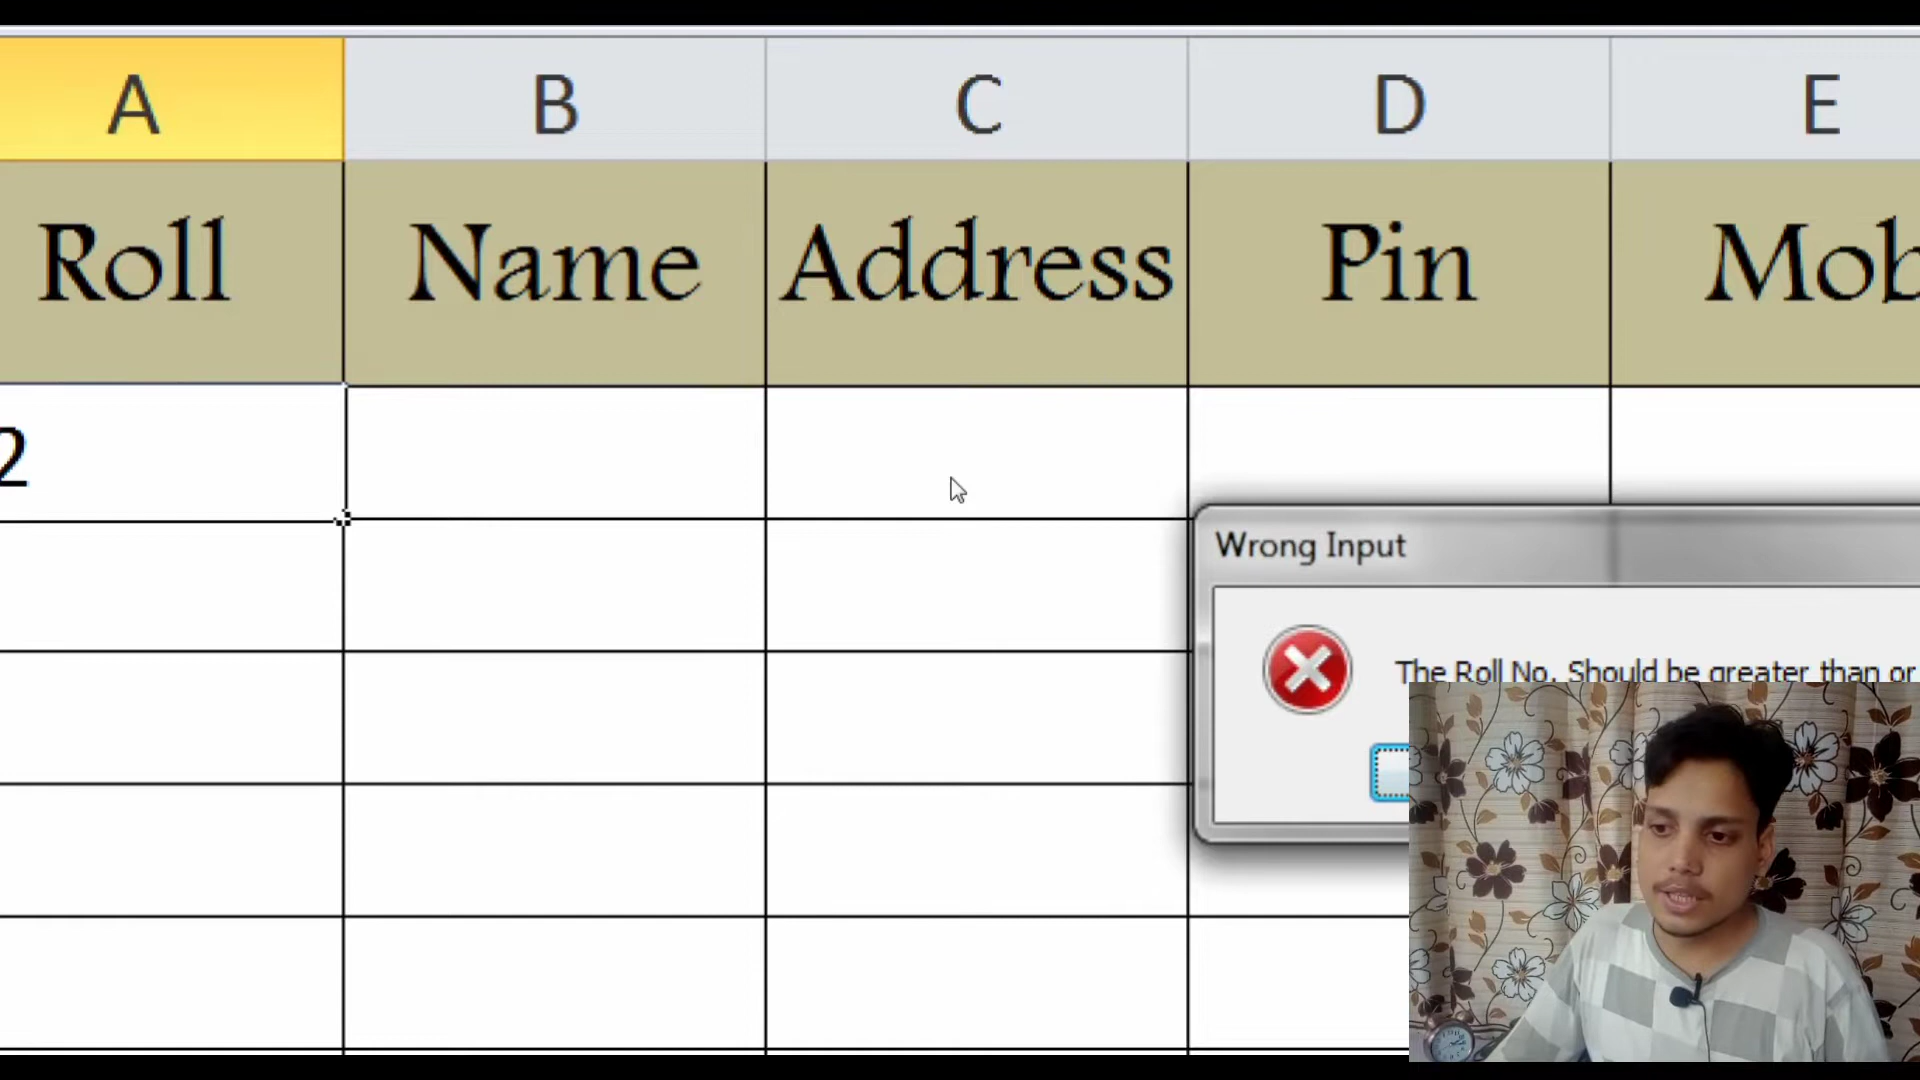 A B C D E
Roll Name Address Pin Mob
2
Wrong Input
The Roll No. Should be greater than or